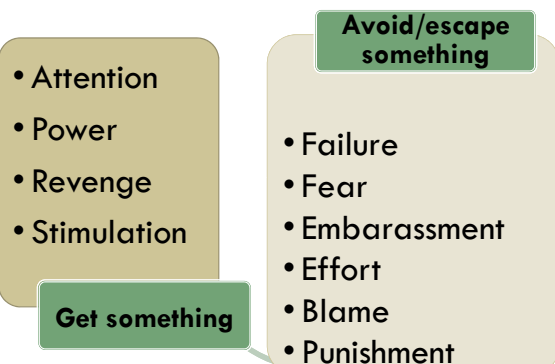 • Attention
• Power
• Revenge
• Stimulation
Get something
Avoid/escape
something
• Failure
• Fear
• Embarassment
• Effort
• Blame
• Punishment